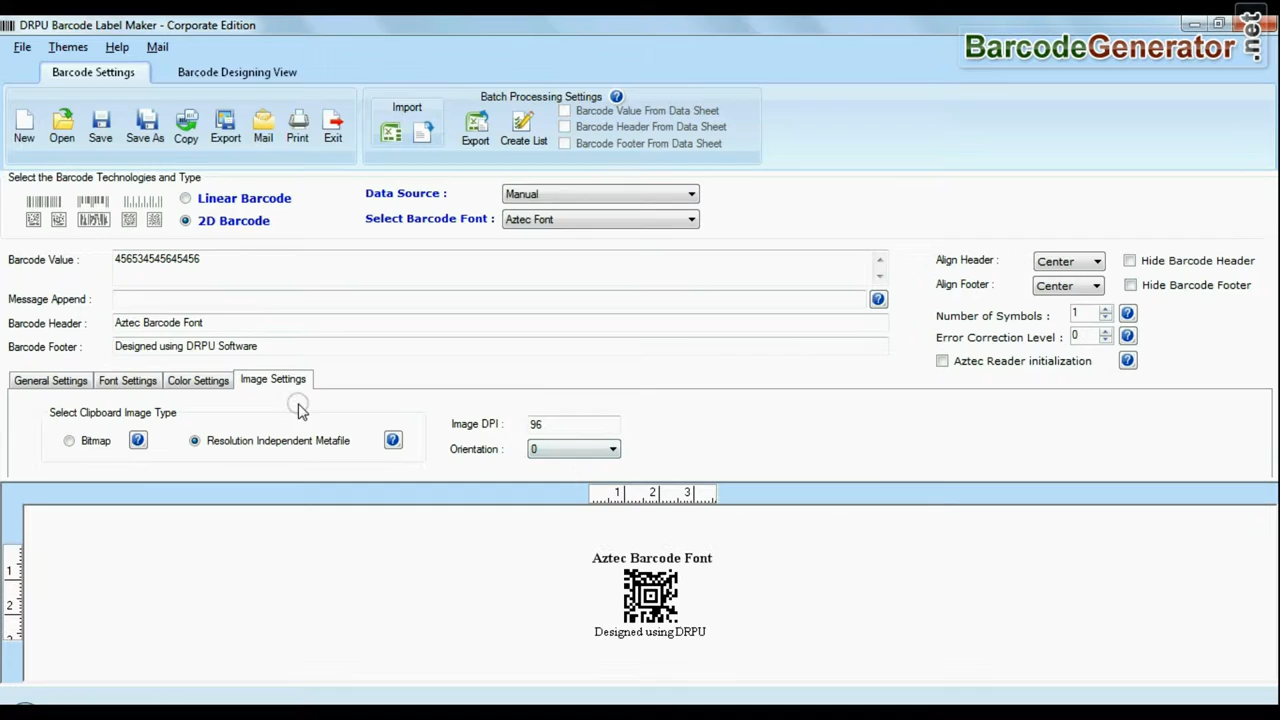 DRPU Barcode Label Maker - Corporate Edition
BarcodeGenerator.net
File Themes Help Mail
Barcode Settings Barcode Designing View
New Open Save Save As Copy Export Mail Print Exit
Import
Batch Processing Settings ?
Export Create List
Barcode Value From Data Sheet
Barcode Header From Data Sheet
Barcode Footer From Data Sheet
Select the Barcode Technologies and Type
Linear Barcode
2D Barcode
Data Source : Manual
Select Barcode Font : Aztec Font
Barcode Value : 456534545645456
Message Append : ?
Barcode Header : Aztec Barcode Font
Barcode Footer : Designed using DRPU Software
Align Header : Center Hide Barcode Header
Align Footer : Center Hide Barcode Footer
Number of Symbols : 1 ?
Error Correction Level : 0 ?
Aztec Reader initialization ?
General Settings Font Settings Color Settings Image Settings
Select Clipboard Image Type
Bitmap ? Resolution Independent Metafile ?
Image DPI : 96
Orientation : 0
1 2 3
1
2
Aztec Barcode Font
Designed using DRPU